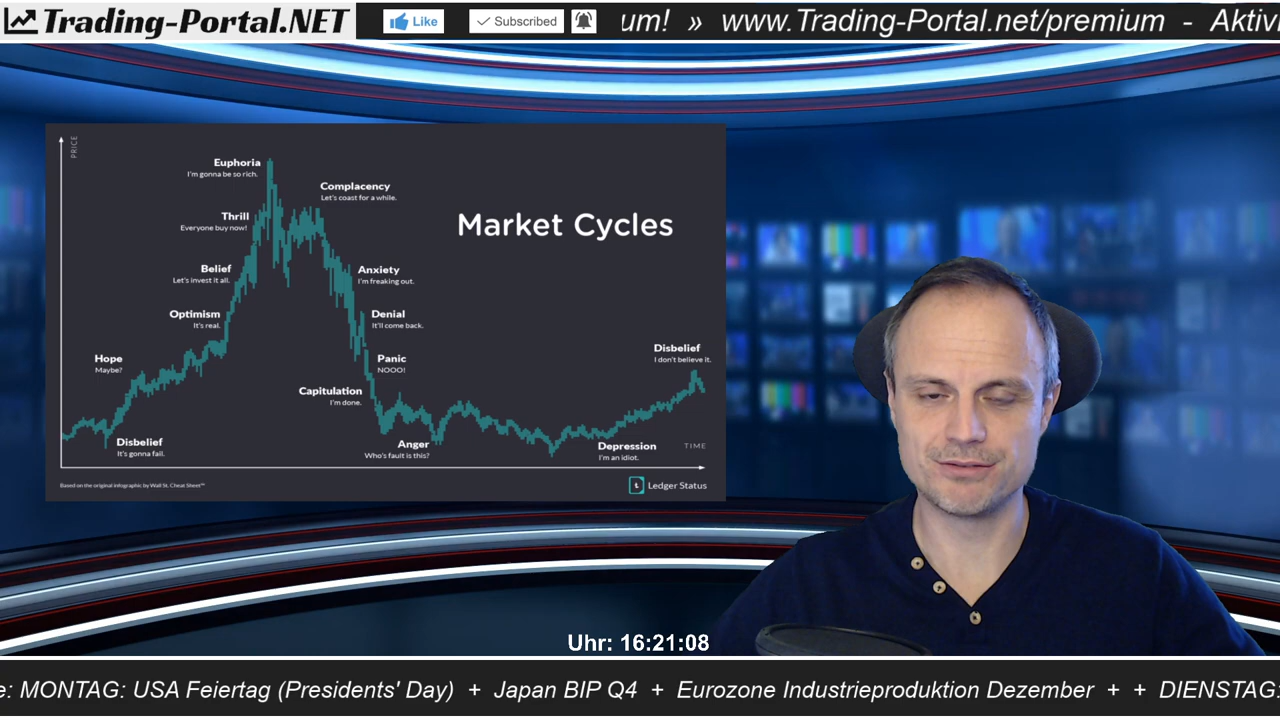 Trading-Portal.NET
Like
Subscribed
um! » www.Trading-Portal.net/premium - Aktiv
PRICE
Euphoria
I'm gonna be so rich.
Complacency
Let's coast for a while.
Thrill
Everyone buy now!
Market Cycles
Belief
Let's invest it all.
Anxiety
I'm freaking out.
Optimism
It's real.
Denial
It'll come back.
Hope
Maybe?
Panic
NOOO!
Disbelief
I don't believe it.
Capitulation
I'm done.
Disbelief
It's gonna fail.
Anger
Who's fault is this?
Depression
I'm an idiot.
TIME
Based on the original infographic by Wall St. Cheat Sheet™
Ledger Status
Uhr: 16:21:08
e: MONTAG: USA Feiertag (Presidents' Day) + Japan BIP Q4 + Eurozone Industrieproduktion Dezember + + DIENSTAG: